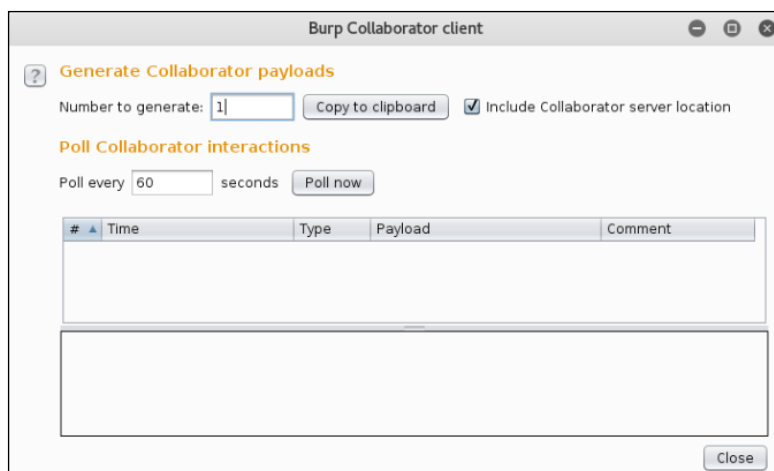 Burp Collaborator client
? Generate Collaborator payloads
Number to generate: 1 Copy to clipboard Include Collaborator server location
Poll Collaborator interactions
Poll every 60 seconds Poll now
# Time Type Payload Comment
Close